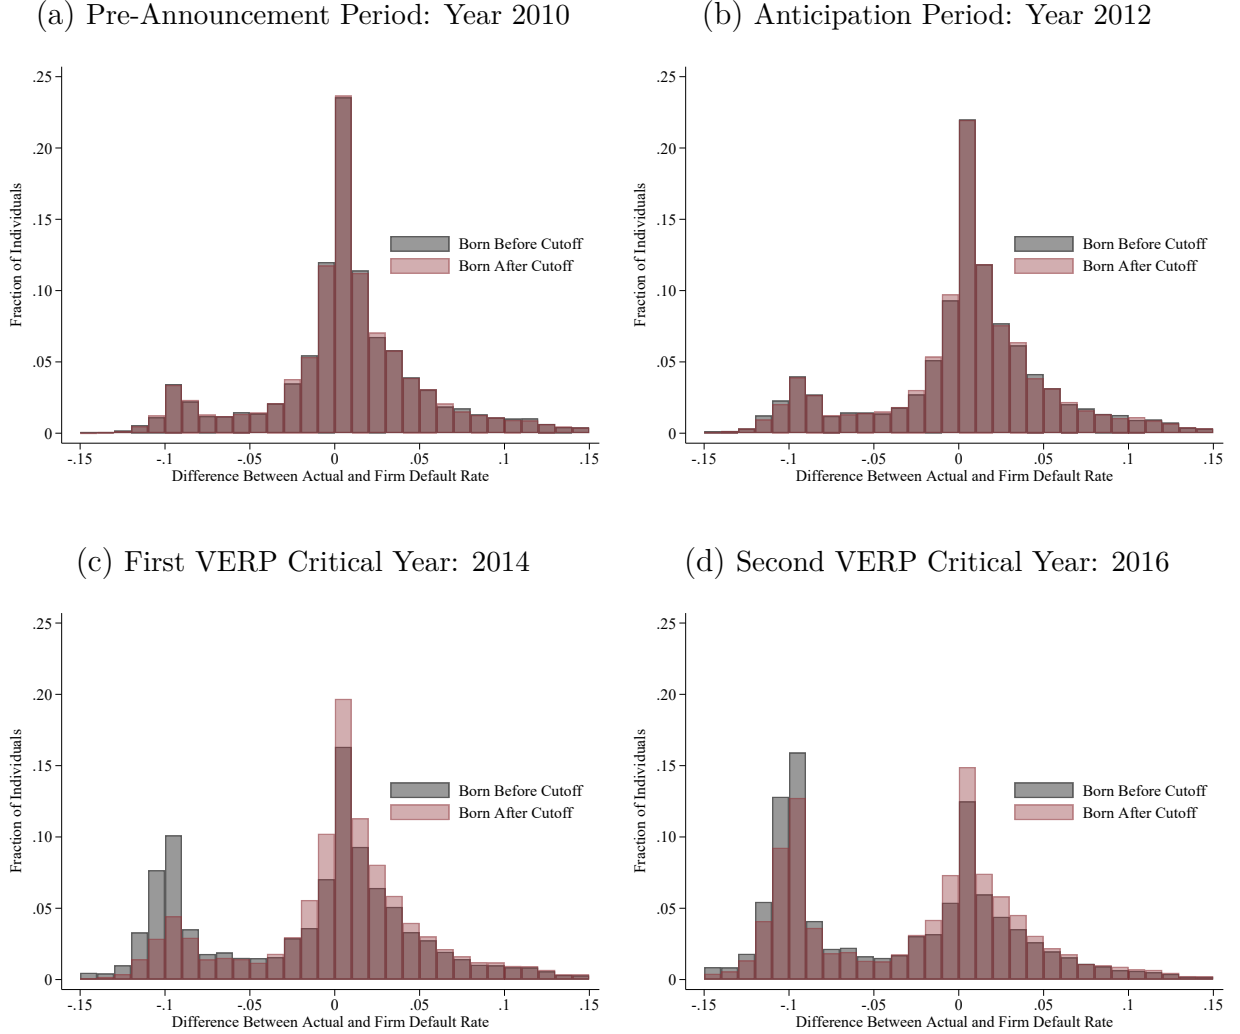 (a) Pre-Announcement Period: Year 2010
.25
.20
.15
.10
.05
0
Fraction of Individuals
Born Before Cutoff
Born After Cutoff
-.15 -.1 -.05 0 .05 .1 .15
Difference Between Actual and Firm Default Rate
(b) Anticipation Period: Year 2012
.25
.20
.15
.10
.05
0
Fraction of Individuals
Born Before Cutoff
Born After Cutoff
-.15 -.1 -.05 0 .05 .1 .15
Difference Between Actual and Firm Default Rate
(c) First VERP Critical Year: 2014
.25
.20
.15
.10
.05
0
Fraction of Individuals
Born Before Cutoff
Born After Cutoff
-.15 -.1 -.05 0 .05 .1 .15
Difference Between Actual and Firm Default Rate
(d) Second VERP Critical Year: 2016
.25
.20
.15
.10
.05
0
Fraction of Individuals
Born Before Cutoff
Born After Cutoff
-.15 -.1 -.05 0 .05 .1 .15
Difference Between Actual and Firm Default Rate